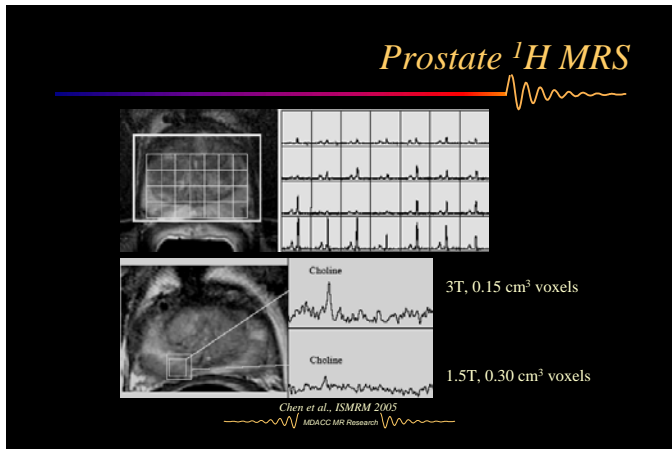 Prostate ¹H MRS
Choline
3T, 0.15 cm³ voxels
Choline
1.5T, 0.30 cm³ voxels
Chen et al., ISMRM 2005
MDACC MR Research